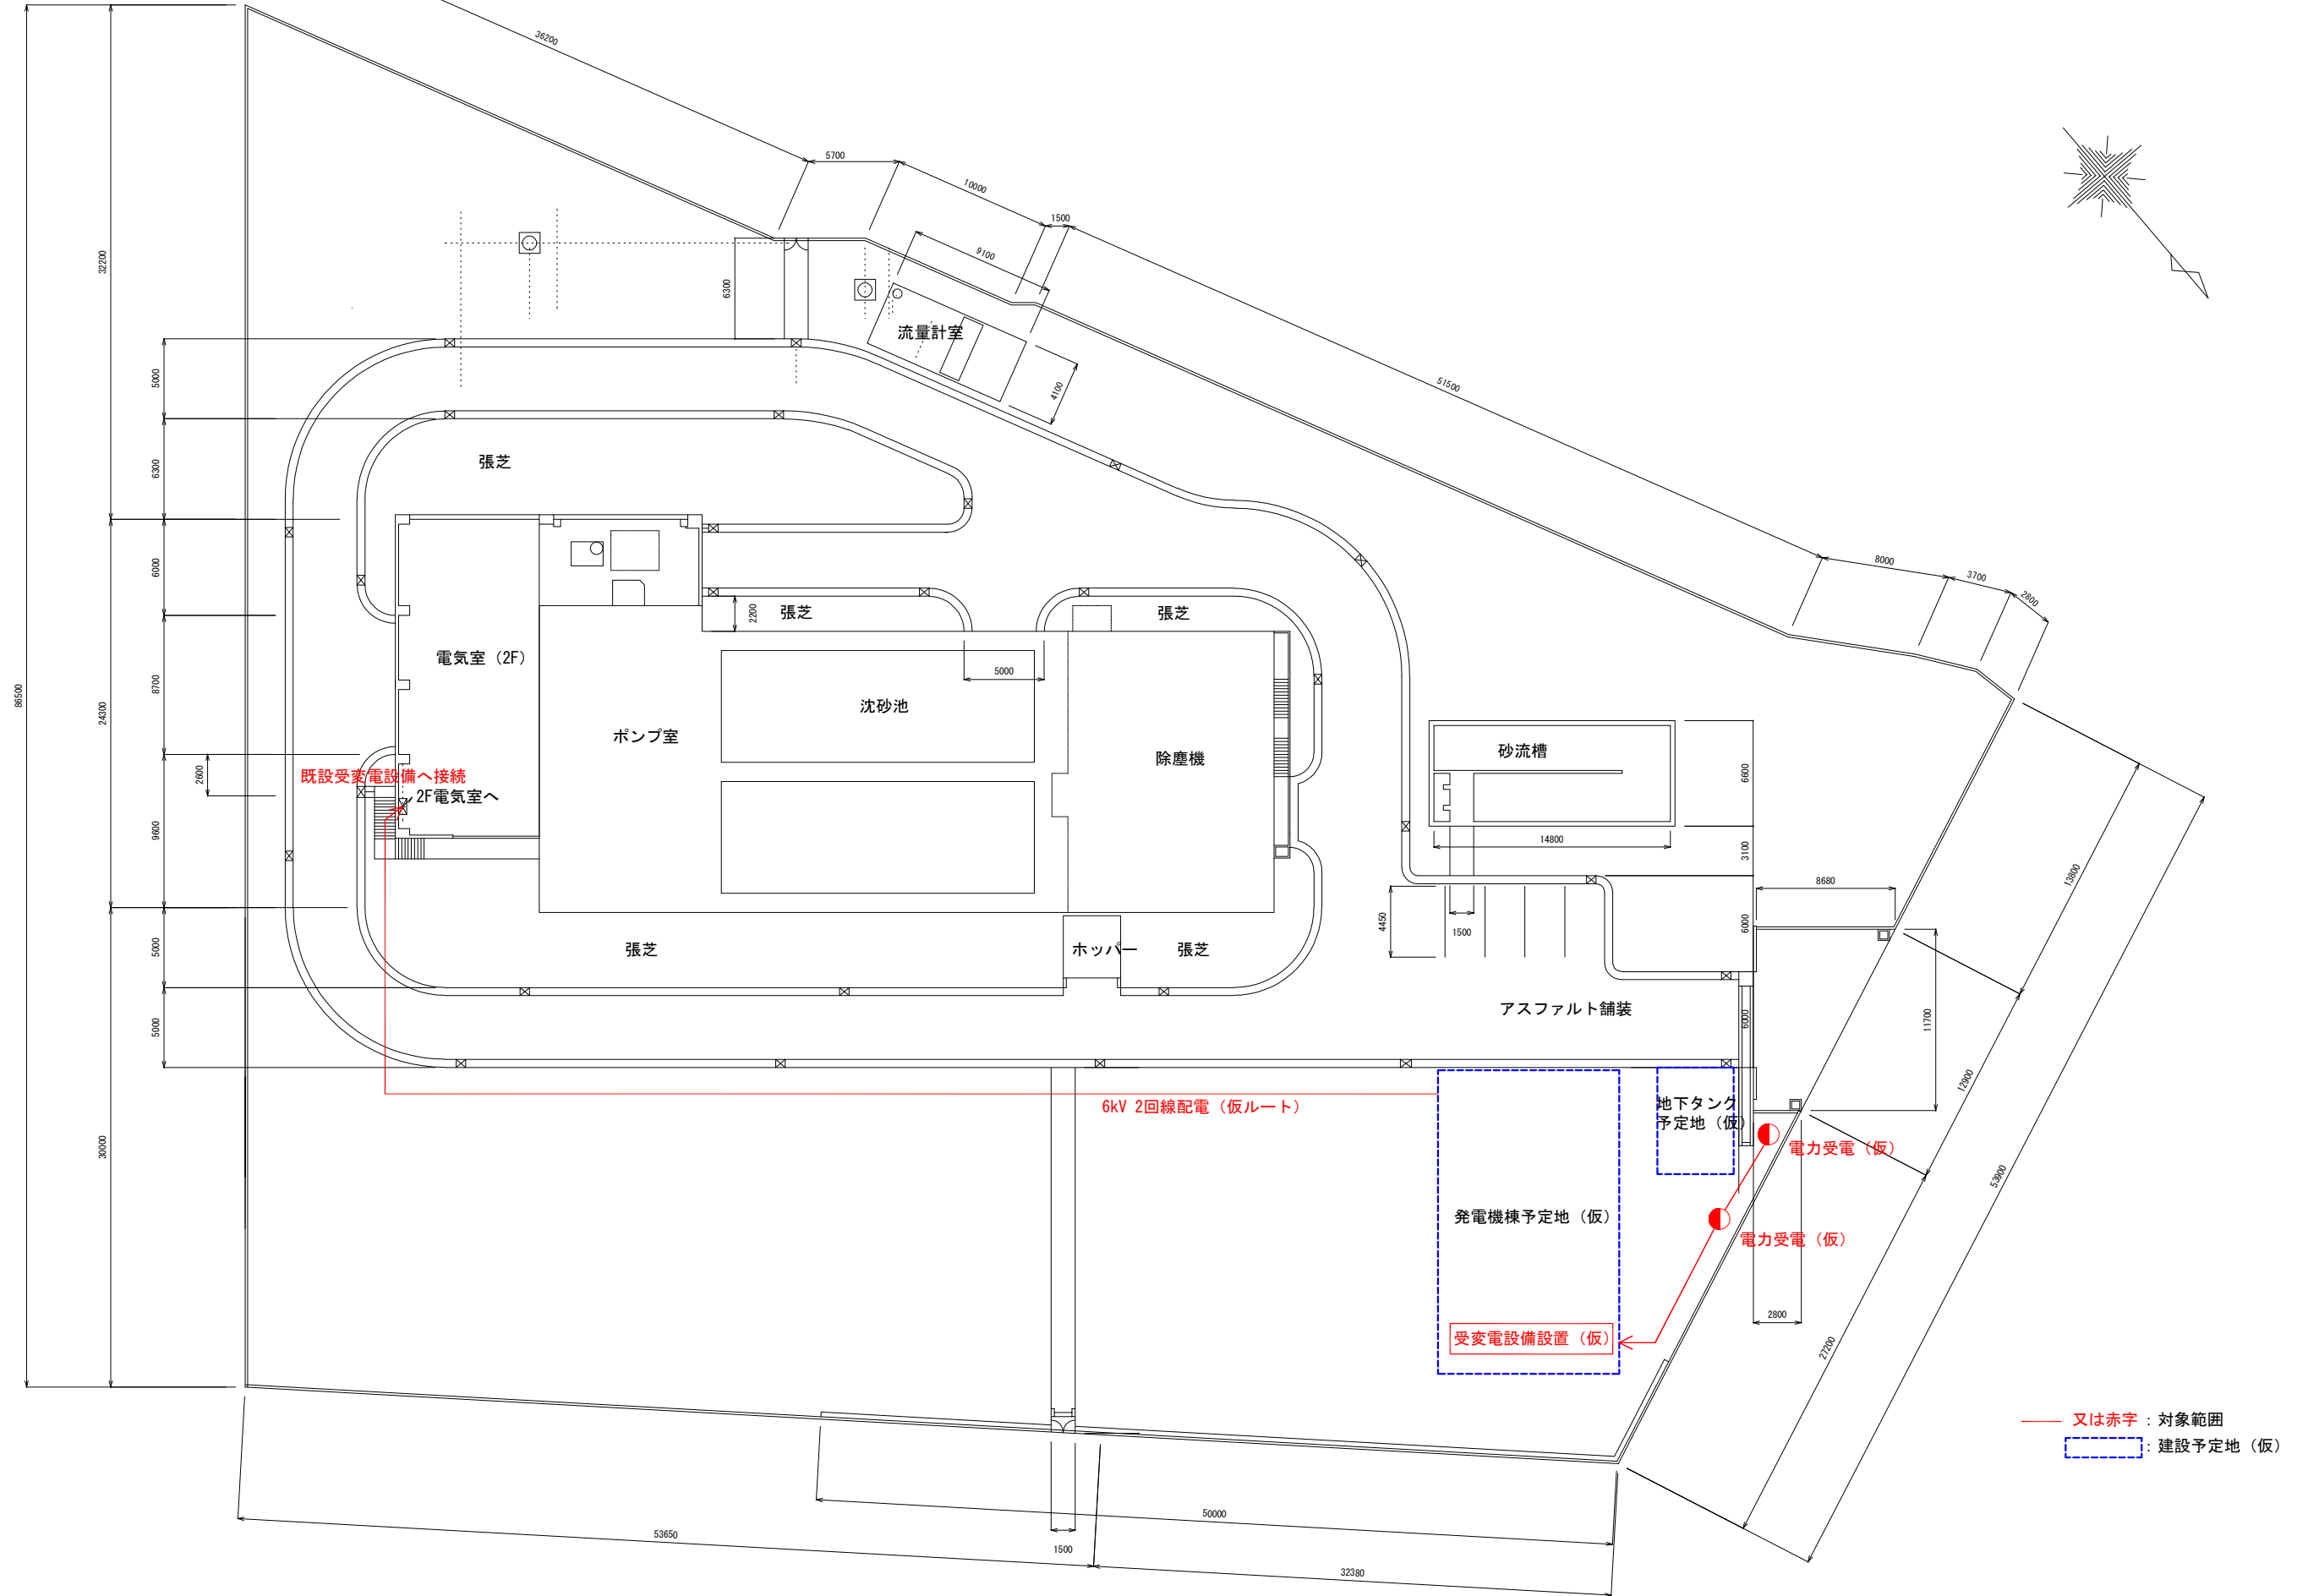 36200
5700
10000
1500
9100
6300
流量計室
4100
51500
32200
5000
6300
張芝
8000
3700
2800
6000
2200
張芝
張芝
電気室（2F）
5000
8700
86500
24300
沈砂池
ポンプ室
除塵機
砂流槽
6600
2600
既設受変電設備へ接続
2F電気室へ
9600
14800
3100
13800
8680
4450
1500
6000
5000
張芝
ホッパー
張芝
アスファルト舗装
6000
11700
5000
12900
6kV 2回線配電（仮ルート）
地下タンク
予定地（仮）
電力受電（仮）
30000
53900
発電機棟予定地（仮）
電力受電（仮）
2800
受変電設備設置（仮）
27200
又は赤字 : 対象範囲
: 建設予定地（仮）
50000
53650
1500
32380